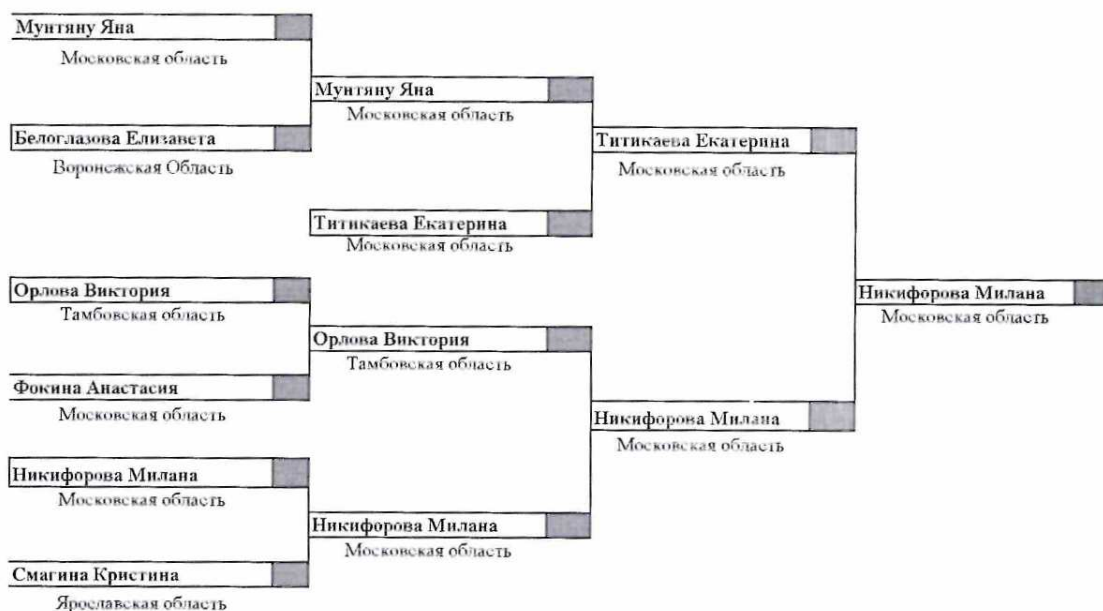 Мунтяну Яна
Московская область
Белоглазова Елизавета
Воронежская Область
Орлова Виктория
Тамбовская область
Фокина Анастасия
Московская область
Никифорова Милана
Московская область
Смагина Кристина
Ярославская область
Мунтяну Яна
Московская область
Титикаева Екатерина
Московская область
Орлова Виктория
Тамбовская область
Никифорова Милана
Московская область
Титикаева Екатерина
Московская область
Никифорова Милана
Московская область
Никифорова Милана
Московская область